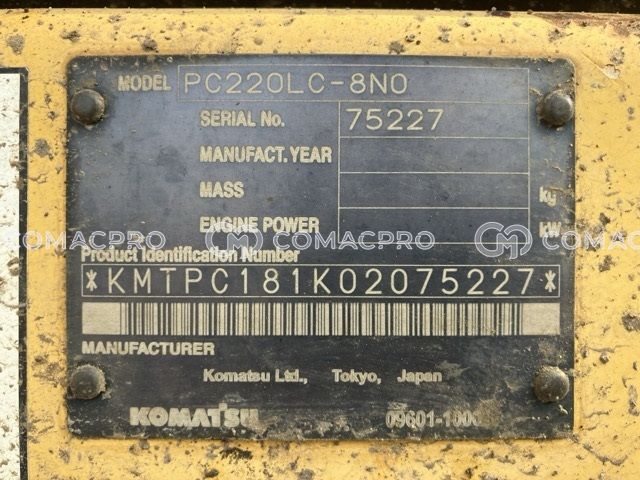 MODEL PC220LC-8N0
SERIAL No. 75227
MANUFACT.YEAR
MASS kg
ENGINE POWER kW
COMACPRO COMACPRO COMACPRO
Product Identification Number
*KMTPC181K02075227*
MANUFACTURER
Komatsu Ltd., Tokyo, Japan
KOMATSU